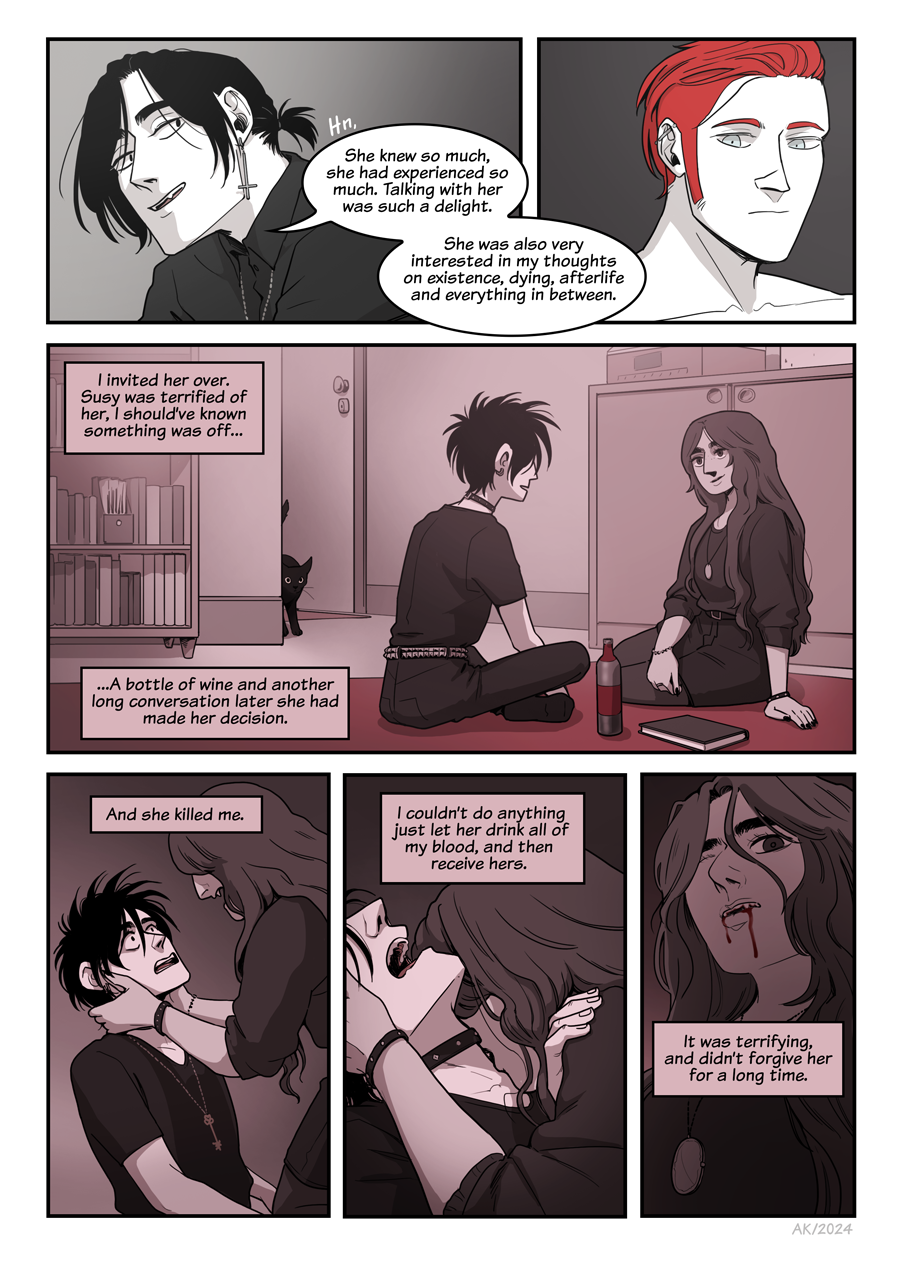 Hn,
She knew so much,
she had experienced so
much. Talking with her
was such a delight.
She was also very
interested in my thoughts
on existence, dying, afterlife
and everything in between.
I invited her over.
Susy was terrified of
her, I should've known
something was off...
...A bottle of wine and another
long conversation later she had
made her decision.
And she killed me.
I couldn't do anything
just let her drink all of
my blood, and then
receive hers.
It was terrifying,
and didn't forgive her
for a long time.
AK/2024